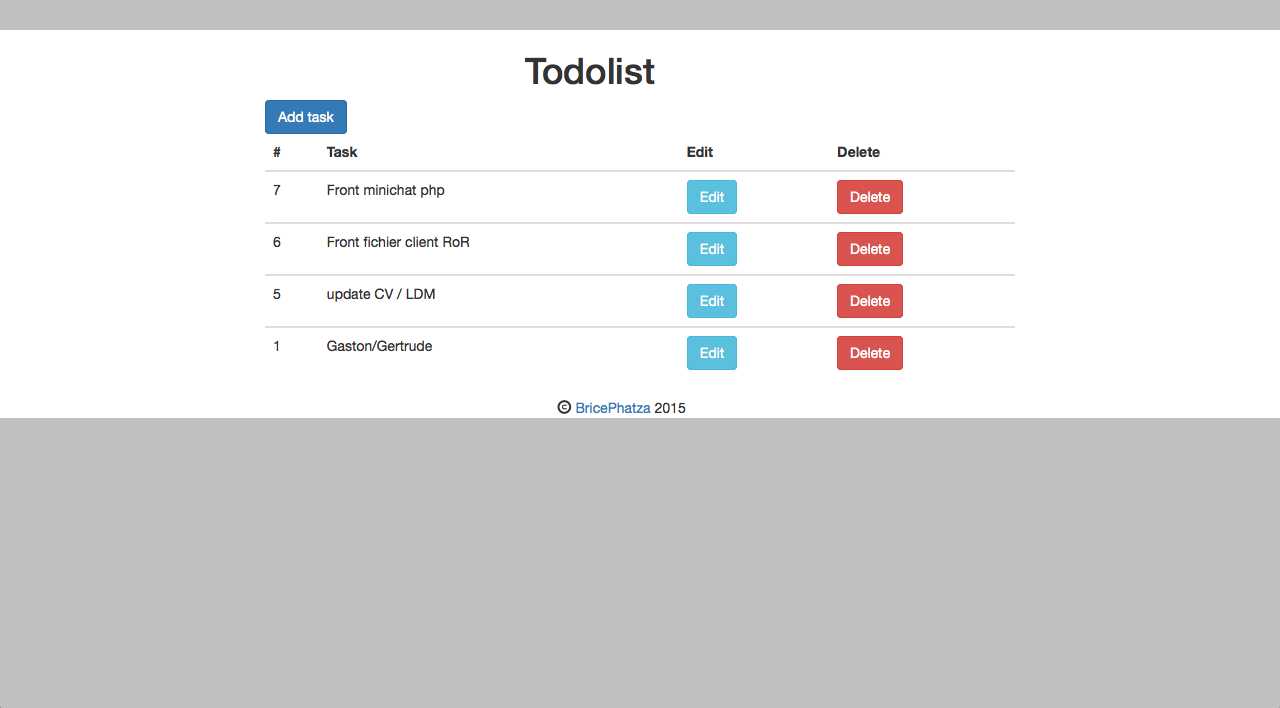 Todolist
Add task
# Task Edit Delete
7 Front minichat php Edit Delete
6 Front fichier client RoR Edit Delete
5 update CV / LDM Edit Delete
1 Gaston/Gertrude Edit Delete
© BricePhatza 2015